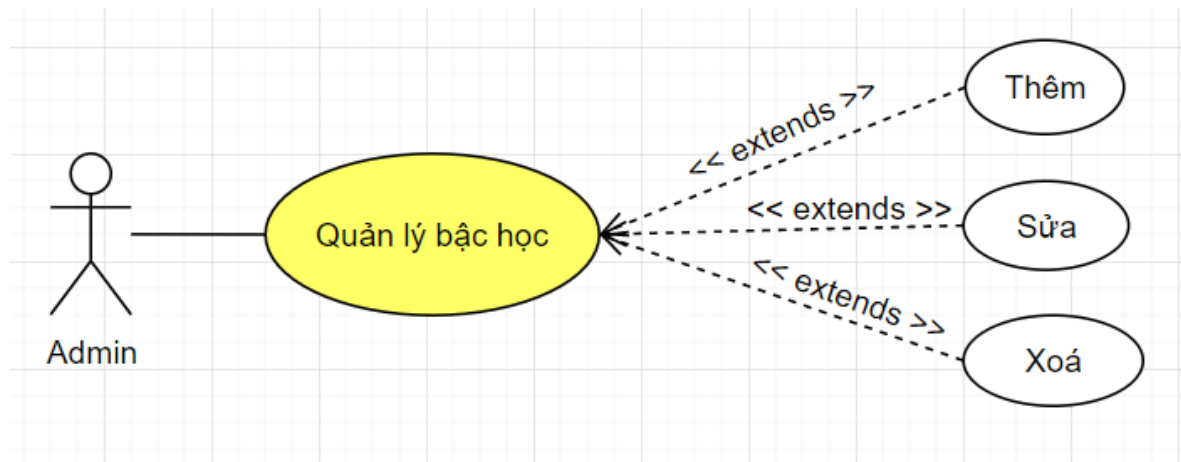 Admin
Quản lý bậc học
<< extends >>
Thêm
<< extends >>
Sửa
<< extends >>
Xoá